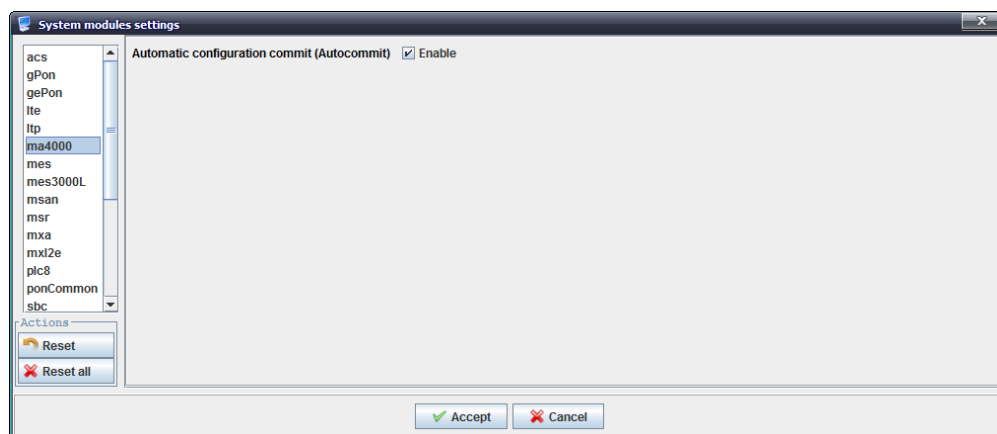 System modules settings
X
acs
gPon
gePon
lte
ltp
ma4000
mes
mes3000L
msan
msr
mxa
mxl2e
plc8
ponCommon
sbc
Automatic configuration commit (Autocommit) Enable
Actions
Reset
Reset all
Accept Cancel